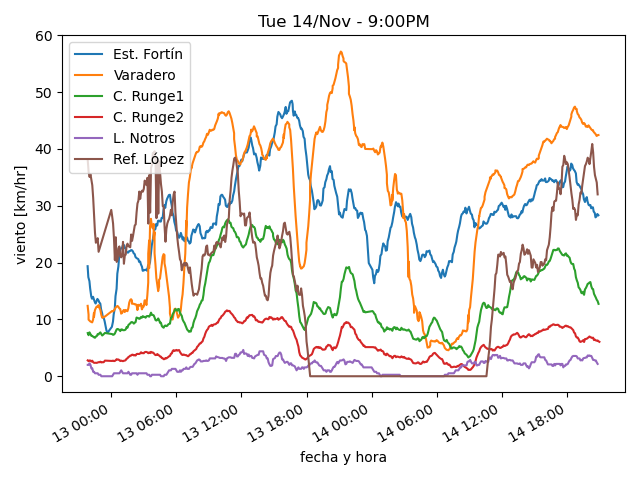 Tue 14/Nov - 9:00PM
Est. Fortín
Varadero
C. Runge1
C. Runge2
L. Notros
Ref. López
viento [km/hr]
60
50
40
30
20
10
0
13 00:00
13 06:00
13 12:00
13 18:00
14 00:00
14 06:00
14 12:00
14 18:00
fecha y hora